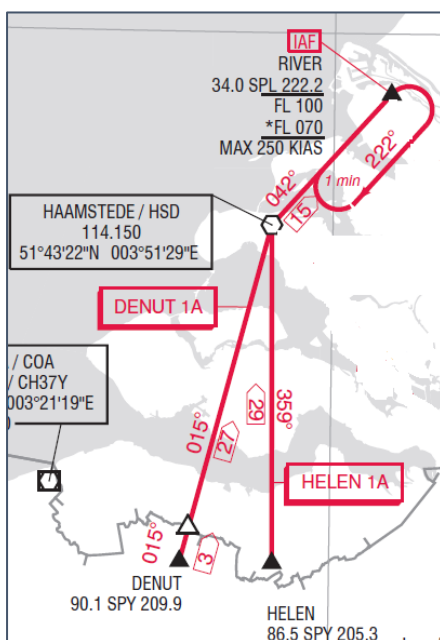 IAF
RIVER
34.0 SPL 222.2
FL 100
*FL 070
MAX 250 KIAS
222°
1 min
042°
15
HAAMSTEDE / HSD
114.150
51°43'22"N 003°51'29"E
DENUT 1A
/ COA
/ CH37Y
003°21'19"E
015°
27
29
359°
HELEN 1A
015°
3
DENUT
90.1 SPY 209.9
HELEN
86.5 SPY 205.3